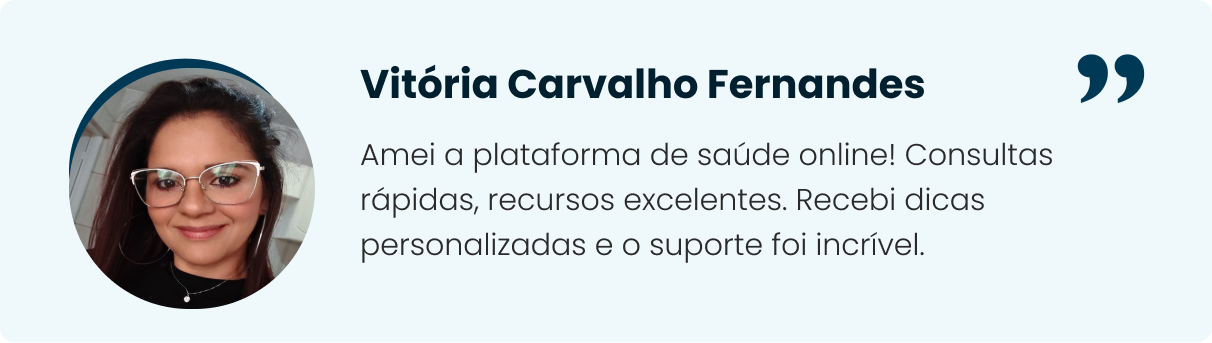 Vitória Carvalho Fernandes
Amei a plataforma de saúde online! Consultas
rápidas, recursos excelentes. Recebi dicas
personalizadas e o suporte foi incrível.